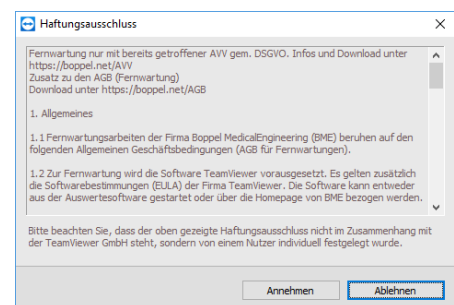 Haftungsausschluss
Fernwartung nur mit bereits getroffener AVV gem. DSGVO. Infos und Download unter
https://boppel.net/AVV
Zusatz zu den AGB (Fernwartung)
Download unter https://boppel.net/AGB
1. Allgemeines
1.1 Fernwartungsarbeiten der Firma Boppel MedicalEngineering (BME) beruhen auf den
folgenden Allgemeinen Geschäftsbedingungen (AGB für Fernwartungen).
1.2 Zur Fernwartung wird die Software TeamViewer vorausgesetzt. Es gelten zusätzlich
die Softwarebestimmungen (EULA) der Firma TeamViewer. Die Software kann entweder
aus der Auswertesoftware gestartet oder über die Homepage von BME bezogen werden.
Bitte beachten Sie, dass der oben gezeigte Haftungsausschluss nicht im Zusammenhang mit
der TeamViewer GmbH steht, sondern von einem Nutzer individuell festgelegt wurde.
Annehmen Ablehnen